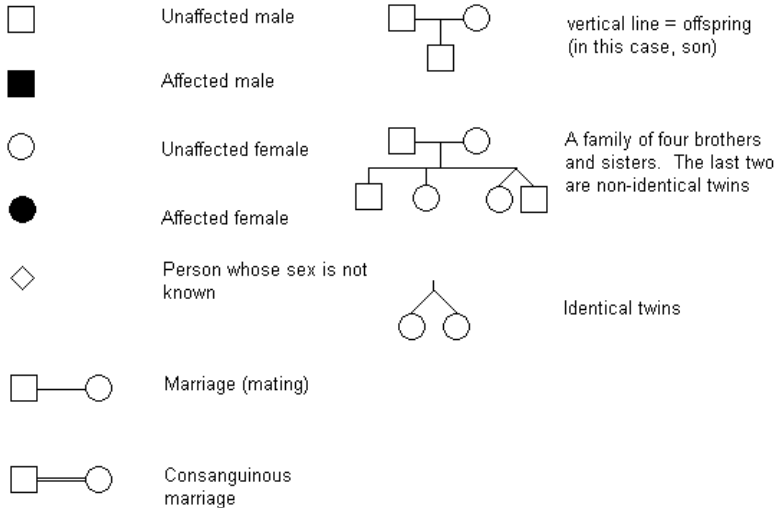 Unaffected male
Affected male
Unaffected female
Affected female
Person whose sex is not
known
Marriage (mating)
Consanguinous
marriage
vertical line = offspring
(in this case, son)
A family of four brothers
and sisters.  The last two
are non-identical twins
Identical twins